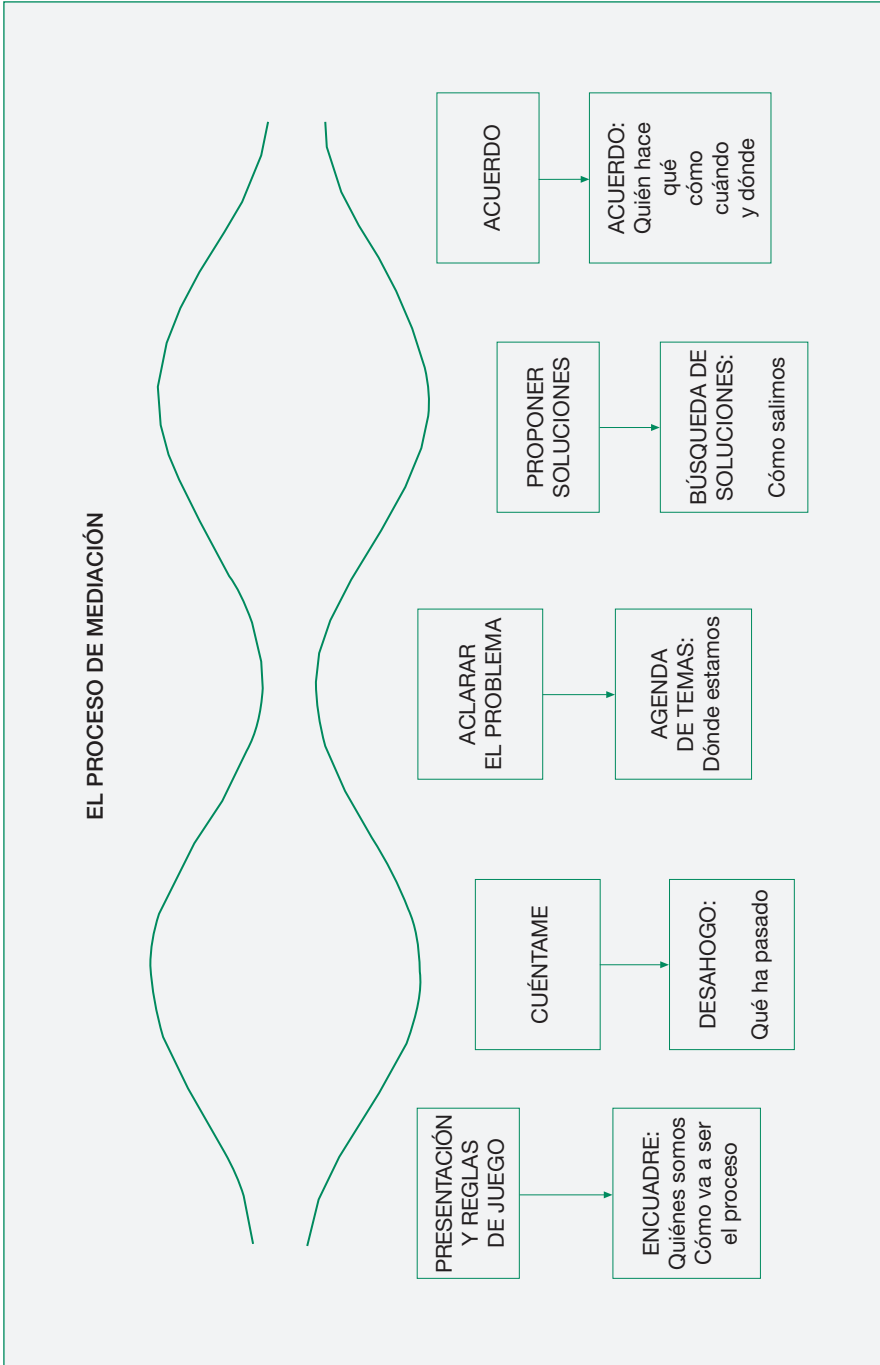 EL PROCESO DE MEDIACIÓN
PRESENTACIÓN
Y REGLAS
DE JUEGO
ENCUADRE:
Quiénes somos
Cómo va a ser
el proceso
CUÉNTAME
DESAHOGO:
Qué ha pasado
ACLARAR
EL PROBLEMA
AGENDA
DE TEMAS:
Dónde estamos
PROPONER
SOLUCIONES
BÚSQUEDA DE
SOLUCIONES:
Cómo salimos
ACUERDO
ACUERDO:
Quién hace
qué
cómo
cuándo
y dónde